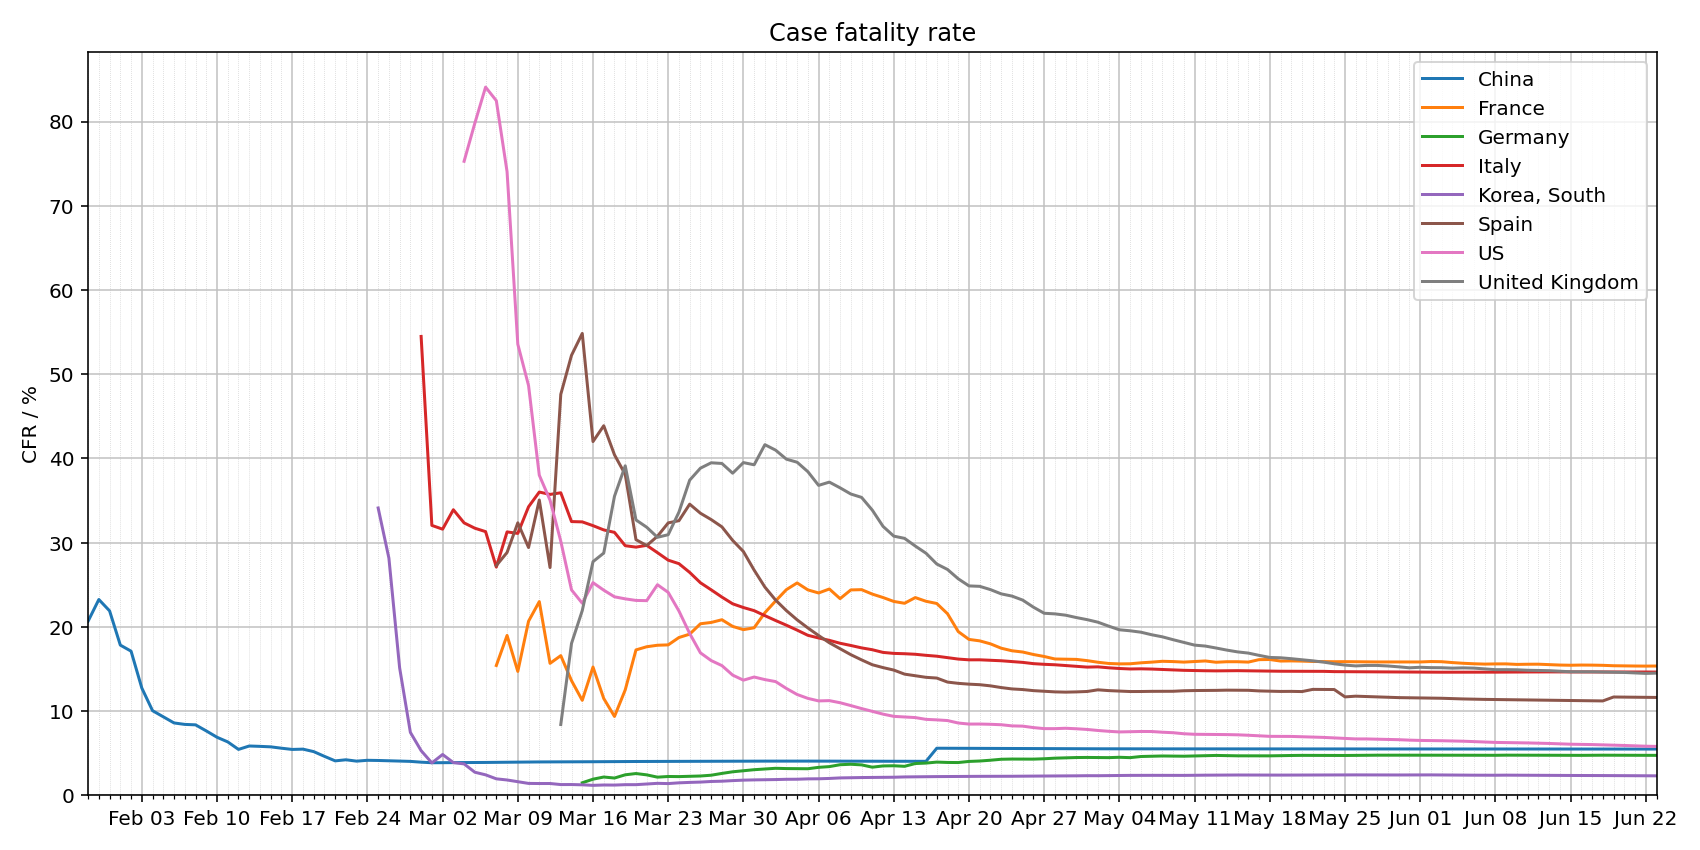 Case fatality rate
CFR / %
80
70
60
50
40
30
20
10
0
China
France
Germany
Italy
Korea, South
Spain
US
United Kingdom
Feb 03 Feb 10 Feb 17 Feb 24 Mar 02 Mar 09 Mar 16 Mar 23 Mar 30 Apr 06 Apr 13 Apr 20 Apr 27 May 04 May 11 May 18 May 25 Jun 01 Jun 08 Jun 15 Jun 22